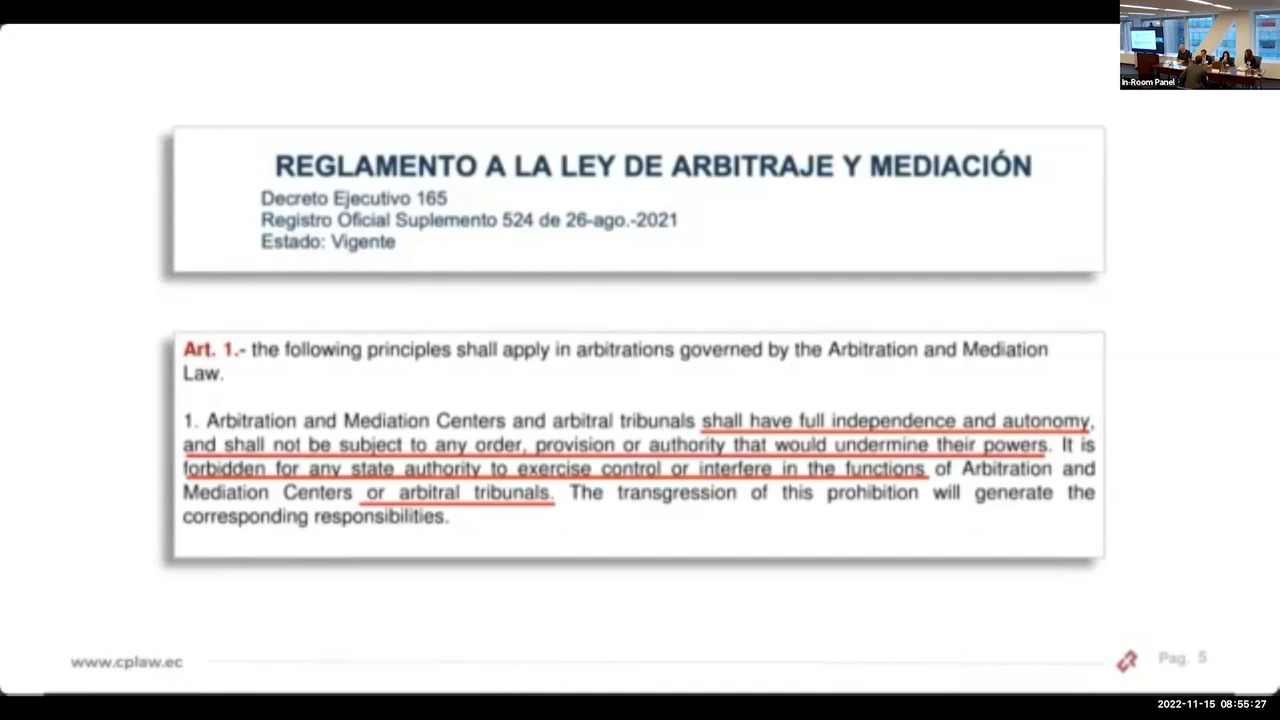 In-Room Panel
REGLAMENTO A LA LEY DE ARBITRAJE Y MEDIACIÓN
Decreto Ejecutivo 165
Registro Oficial Suplemento 524 de 26-ago.-2021
Estado: Vigente
Art. 1.- the following principles shall apply in arbitrations governed by the Arbitration and Mediation
Law.
1. Arbitration and Mediation Centers and arbitral tribunals shall have full independence and autonomy,
and shall not be subject to any order, provision or authority that would undermine their powers. It is
forbidden for any state authority to exercise control or interfere in the functions of Arbitration and
Mediation Centers or arbitral tribunals. The transgression of this prohibition will generate the
corresponding responsibilities.
www.cplaw.ec
Pag. 5
2022-11-15 08:55:27